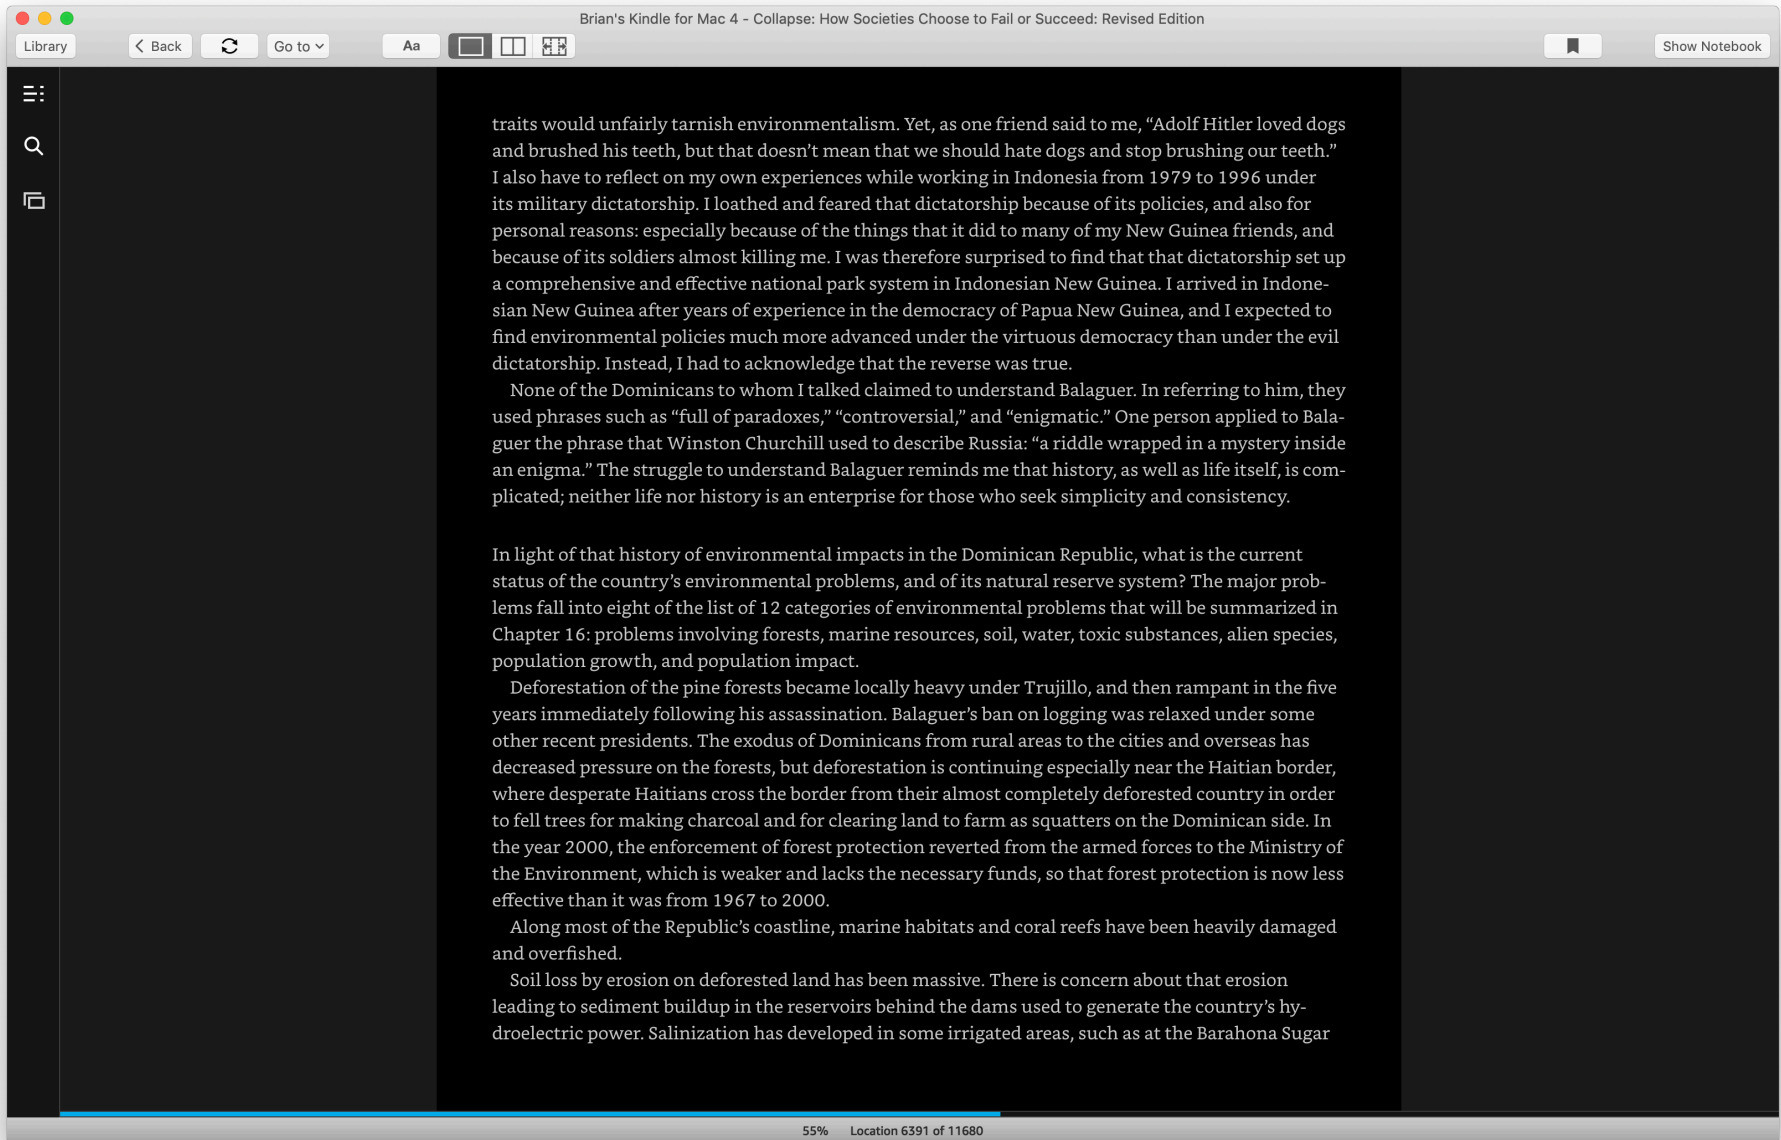 Brian's Kindle for Mac 4 - Collapse: How Societies Choose to Fail or Succeed: Revised Edition
Library
Back
Go to
Aa
Show Notebook
traits would unfairly tarnish environmentalism. Yet, as one friend said to me, “Adolf Hitler loved dogs
and brushed his teeth, but that doesn’t mean that we should hate dogs and stop brushing our teeth.”
I also have to reflect on my own experiences while working in Indonesia from 1979 to 1996 under
its military dictatorship. I loathed and feared that dictatorship because of its policies, and also for
personal reasons: especially because of the things that it did to many of my New Guinea friends, and
because of its soldiers almost killing me. I was therefore surprised to find that that dictatorship set up
a comprehensive and effective national park system in Indonesian New Guinea. I arrived in Indone-
sian New Guinea after years of experience in the democracy of Papua New Guinea, and I expected to
find environmental policies much more advanced under the virtuous democracy than under the evil
dictatorship. Instead, I had to acknowledge that the reverse was true.
None of the Dominicans to whom I talked claimed to understand Balaguer. In referring to him, they
used phrases such as “full of paradoxes,” “controversial,” and “enigmatic.” One person applied to Bala-
guer the phrase that Winston Churchill used to describe Russia: “a riddle wrapped in a mystery inside
an enigma.” The struggle to understand Balaguer reminds me that history, as well as life itself, is com-
plicated; neither life nor history is an enterprise for those who seek simplicity and consistency.
In light of that history of environmental impacts in the Dominican Republic, what is the current
status of the country’s environmental problems, and of its natural reserve system? The major prob-
lems fall into eight of the list of 12 categories of environmental problems that will be summarized in
Chapter 16: problems involving forests, marine resources, soil, water, toxic substances, alien species,
population growth, and population impact.
Deforestation of the pine forests became locally heavy under Trujillo, and then rampant in the five
years immediately following his assassination. Balaguer’s ban on logging was relaxed under some
other recent presidents. The exodus of Dominicans from rural areas to the cities and overseas has
decreased pressure on the forests, but deforestation is continuing especially near the Haitian border,
where desperate Haitians cross the border from their almost completely deforested country in order
to fell trees for making charcoal and for clearing land to farm as squatters on the Dominican side. In
the year 2000, the enforcement of forest protection reverted from the armed forces to the Ministry of
the Environment, which is weaker and lacks the necessary funds, so that forest protection is now less
effective than it was from 1967 to 2000.
Along most of the Republic’s coastline, marine habitats and coral reefs have been heavily damaged
and overfished.
Soil loss by erosion on deforested land has been massive. There is concern about that erosion
leading to sediment buildup in the reservoirs behind the dams used to generate the country’s hy-
droelectric power. Salinization has developed in some irrigated areas, such as at the Barahona Sugar
55% Location 6391 of 11680